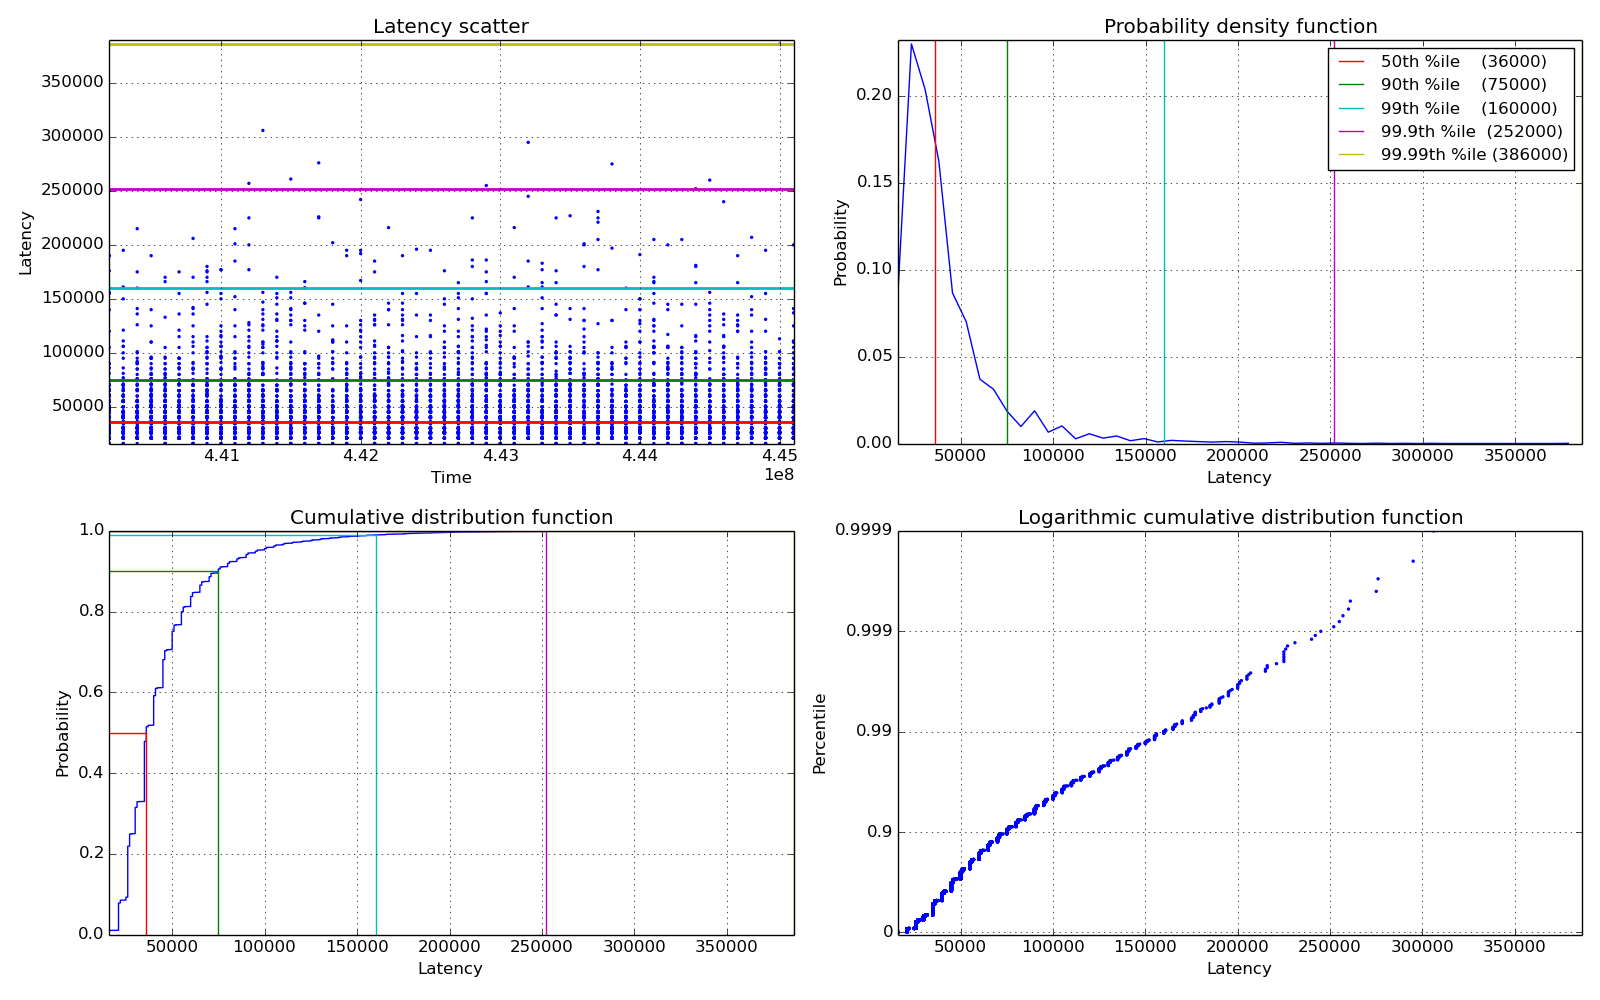 Latency scatter
350000
300000
250000
200000
150000
100000
50000
Latency
4.41 4.42 4.43 4.44 4.45
1e8
Time
Probability density function
50th %ile (36000)
90th %ile (75000)
99th %ile (160000)
99.9th %ile (252000)
99.99th %ile (386000)
0.20
0.15
0.10
0.05
0.00
Probability
50000 100000 150000 200000 250000 300000 350000
Latency
Cumulative distribution function
1.0
0.8
0.6
0.4
0.2
0.0
Probability
50000 100000 150000 200000 250000 300000 350000
Latency
Logarithmic cumulative distribution function
0.9999
0.999
0.99
0.9
0
Percentile
50000 100000 150000 200000 250000 300000 350000
Latency